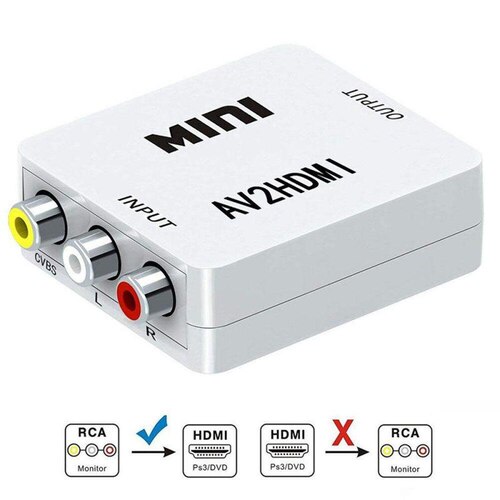 MINI
OUTPUT
AV2HDMI
INPUT
CVBS
L
R
RCA
Monitor
HDMI
Ps3/DVD
HDMI
Ps3/DVD
X
RCA
Monitor